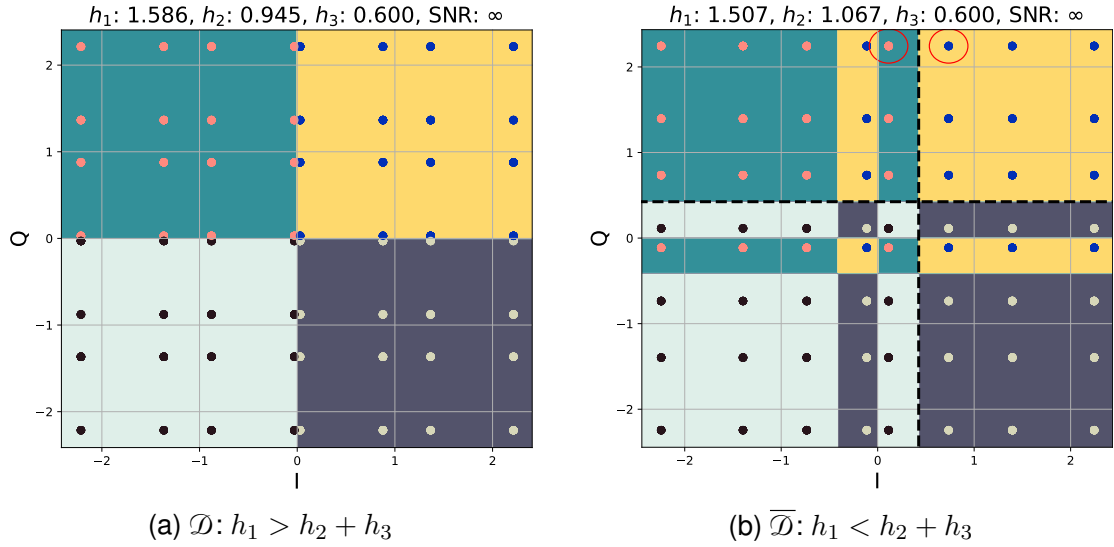 h₁: 1.586, h₂: 0.945, h₃: 0.600, SNR: ∞
2
1
0
−1
−2
Q
−2
−1
0
1
2
I
(a) 𝒟: h₁ > h₂ + h₃
h₁: 1.507, h₂: 1.067, h₃: 0.600, SNR: ∞
2
1
0
−1
−2
Q
−2
−1
0
1
2
I
(b) 𝒟̅: h₁ < h₂ + h₃